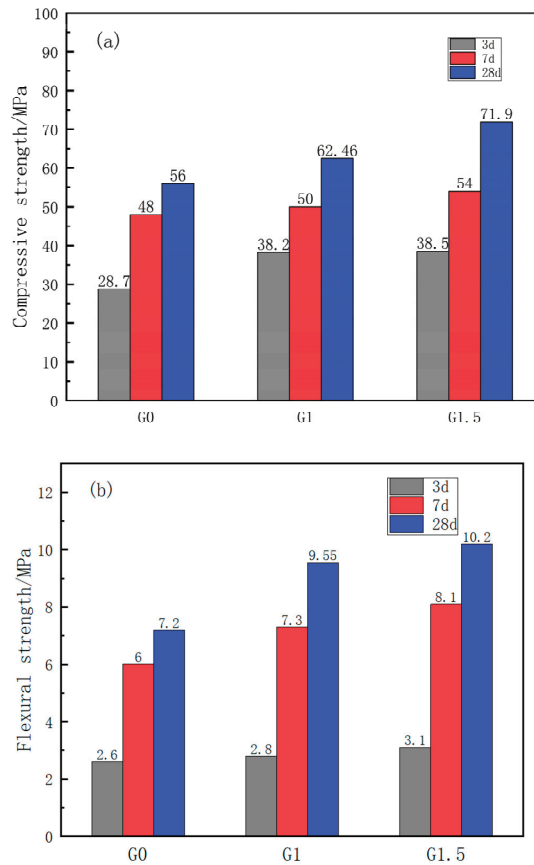 (a)
3d
7d
28d
Compressive strength/MPa
100
90
80
70
60
50
40
30
20
10
0
28.7
48
56
38.2
50
62.46
38.5
54
71.9
G0
G1
G1.5
(b)
3d
7d
28d
Flexural strength/MPa
12
10
8
6
4
2
0
2.6
6
7.2
2.8
7.3
9.55
3.1
8.1
10.2
G0
G1
G1.5